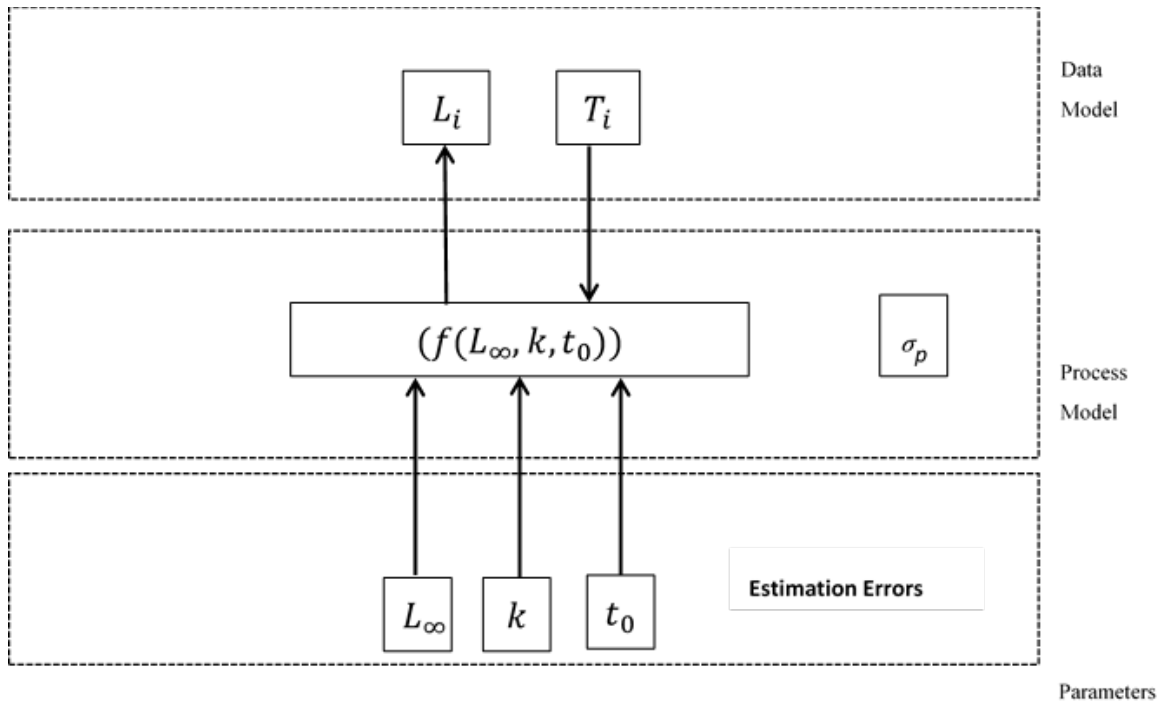 Data
Model
L_i T_i
(f(L_∞, k, t_0))
σ_p
Process
Model
Estimation Errors
L_∞ k t_0
Parameters